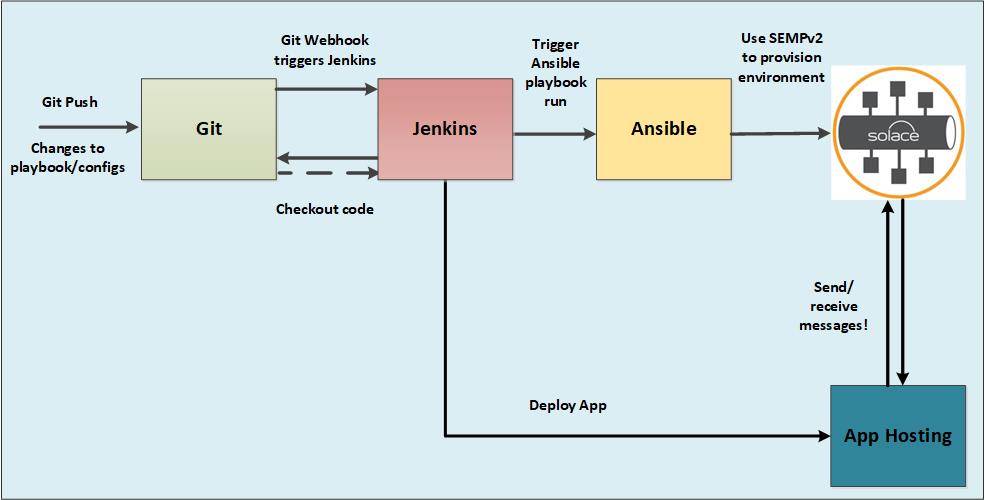 Git Push
Changes to
playbook/configs
Git
Git Webhook
triggers Jenkins
Checkout code
Jenkins
Trigger
Ansible
playbook
run
Ansible
Use SEMPv2
to provision
environment
solace
Send/
receive
messages!
Deploy App
App Hosting